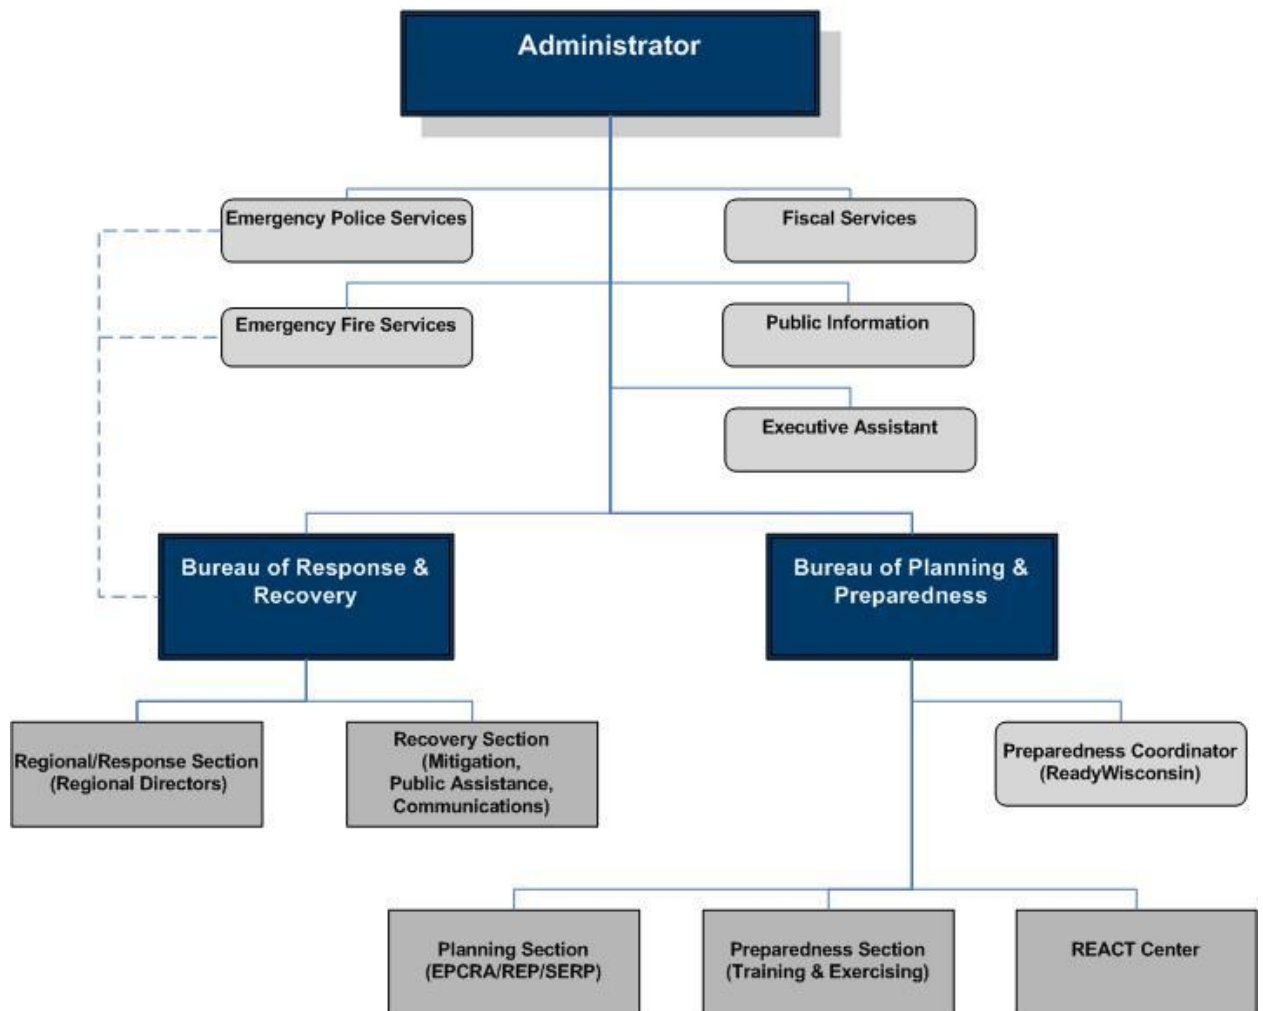 Administrator
Emergency Police Services
Fiscal Services
Emergency Fire Services
Public Information
Executive Assistant
Bureau of Response &
Recovery
Bureau of Planning &
Preparedness
Regional/Response Section
(Regional Directors)
Recovery Section
(Mitigation,
Public Assistance,
Communications)
Preparedness Coordinator
(ReadyWisconsin)
Planning Section
(EPCRA/REP/SERP)
Preparedness Section
(Training & Exercising)
REACT Center